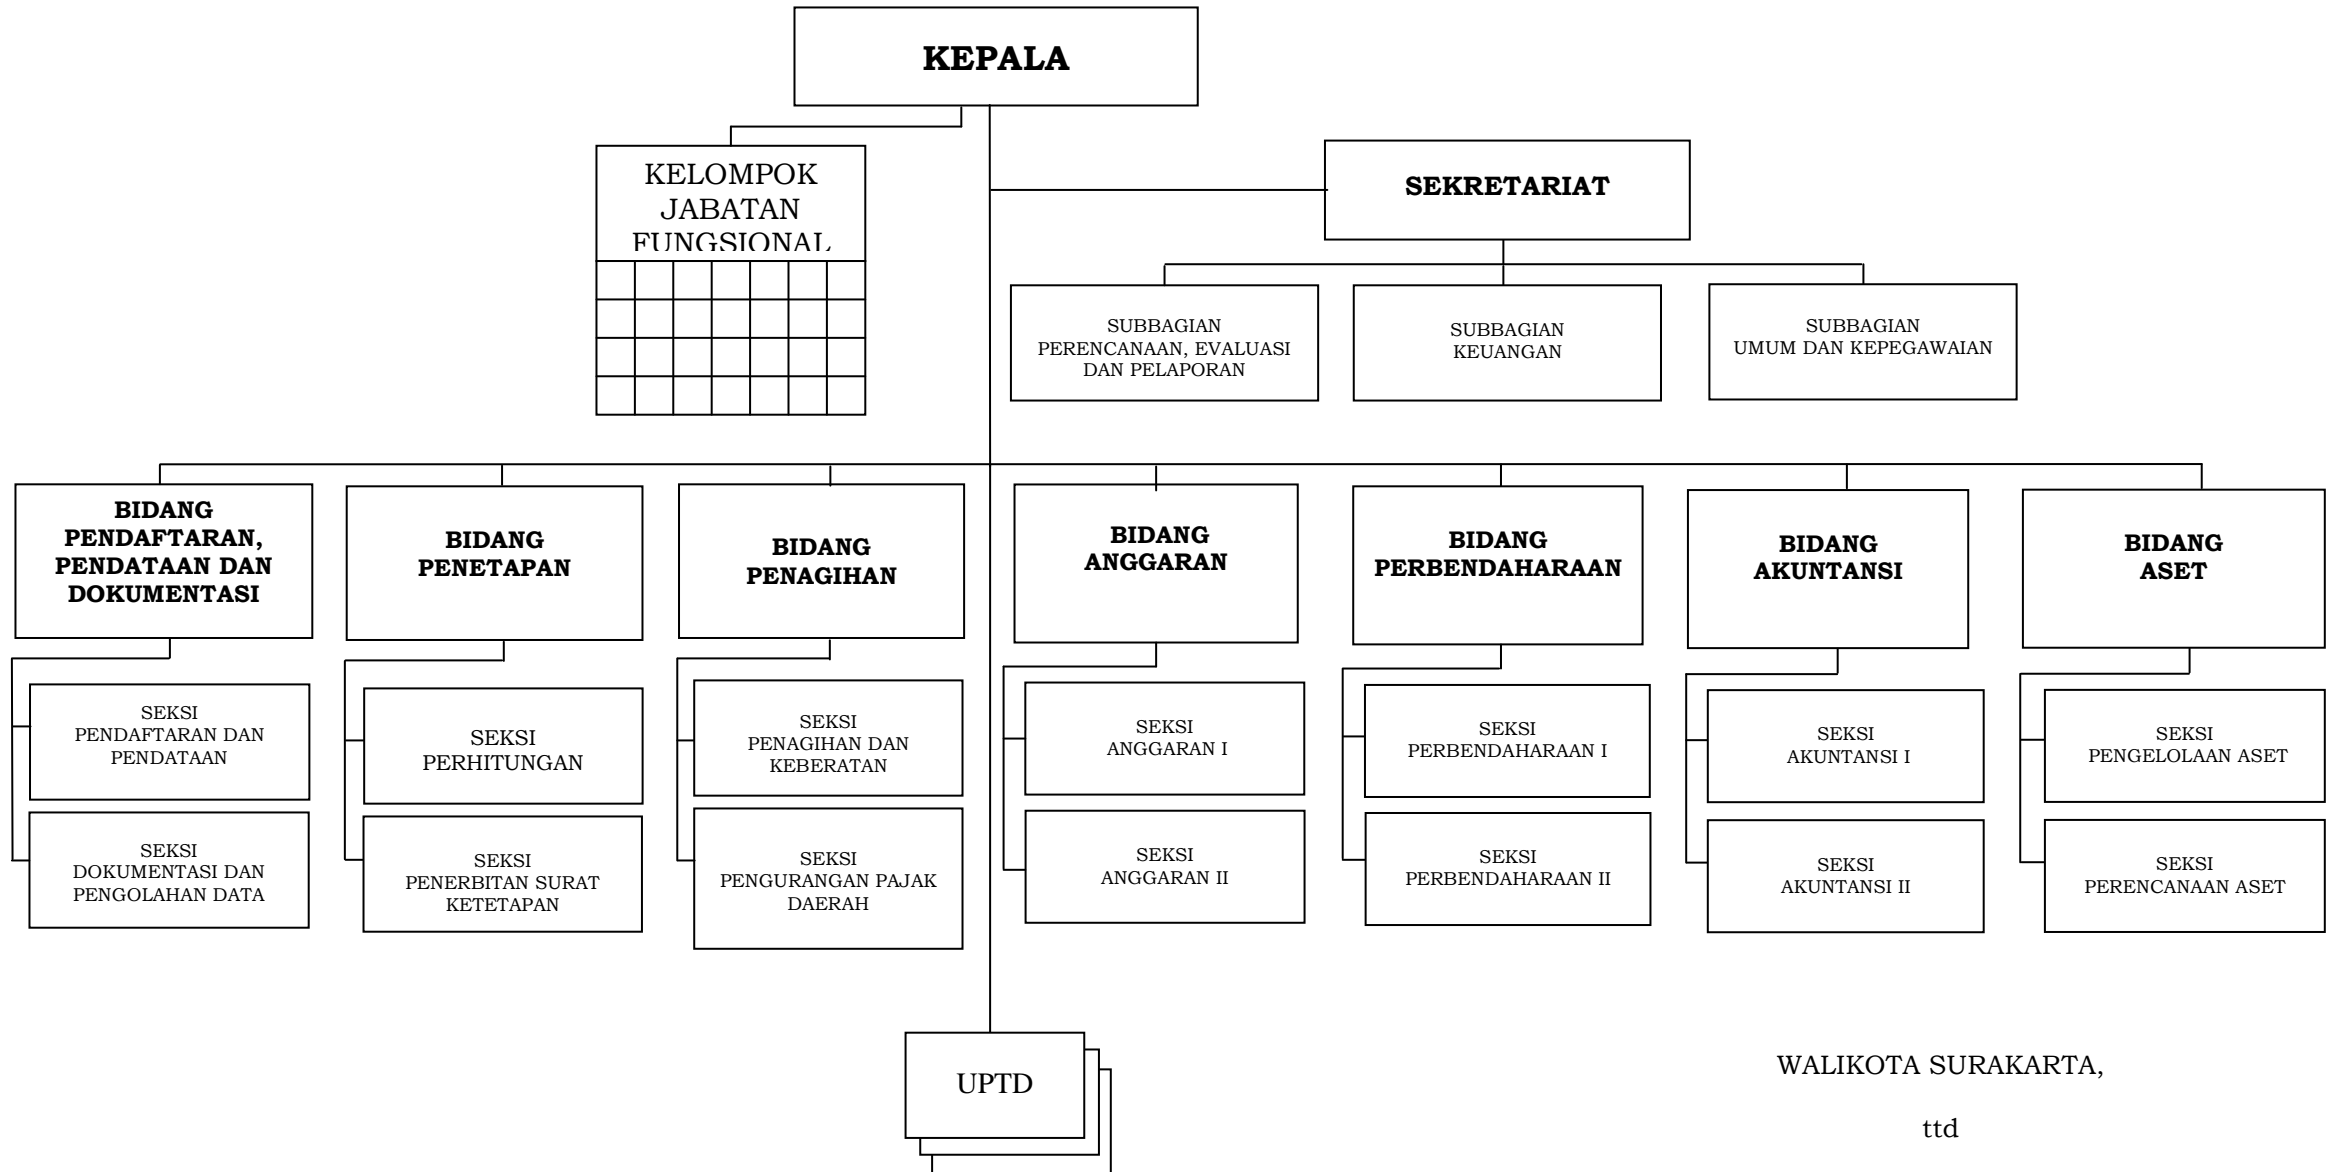 KEPALA
KELOMPOK
JABATAN
FUNGSIONAL
SEKRETARIAT
SUBBAGIAN
PERENCANAAN, EVALUASI
DAN PELAPORAN
SUBBAGIAN
KEUANGAN
SUBBAGIAN
UMUM DAN KEPEGAWAIAN
BIDANG
PENDAFTARAN,
PENDATAAN DAN
DOKUMENTASI
BIDANG
PENETAPAN
BIDANG
PENAGIHAN
BIDANG
ANGGARAN
BIDANG
PERBENDAHARAAN
BIDANG
AKUNTANSI
BIDANG
ASET
SEKSI
PENDAFTARAN DAN
PENDATAAN
SEKSI
PERHITUNGAN
SEKSI
PENAGIHAN DAN
KEBERATAN
SEKSI
ANGGARAN I
SEKSI
PERBENDAHARAAN I
SEKSI
AKUNTANSI I
SEKSI
PENGELOLAAN ASET
SEKSI
DOKUMENTASI DAN
PENGOLAHAN DATA
SEKSI
PENERBITAN SURAT
KETETAPAN
SEKSI
PENGURANGAN PAJAK
DAERAH
SEKSI
ANGGARAN II
SEKSI
PERBENDAHARAAN II
SEKSI
AKUNTANSI II
SEKSI
PERENCANAAN ASET
UPTD
WALIKOTA SURAKARTA,
ttd